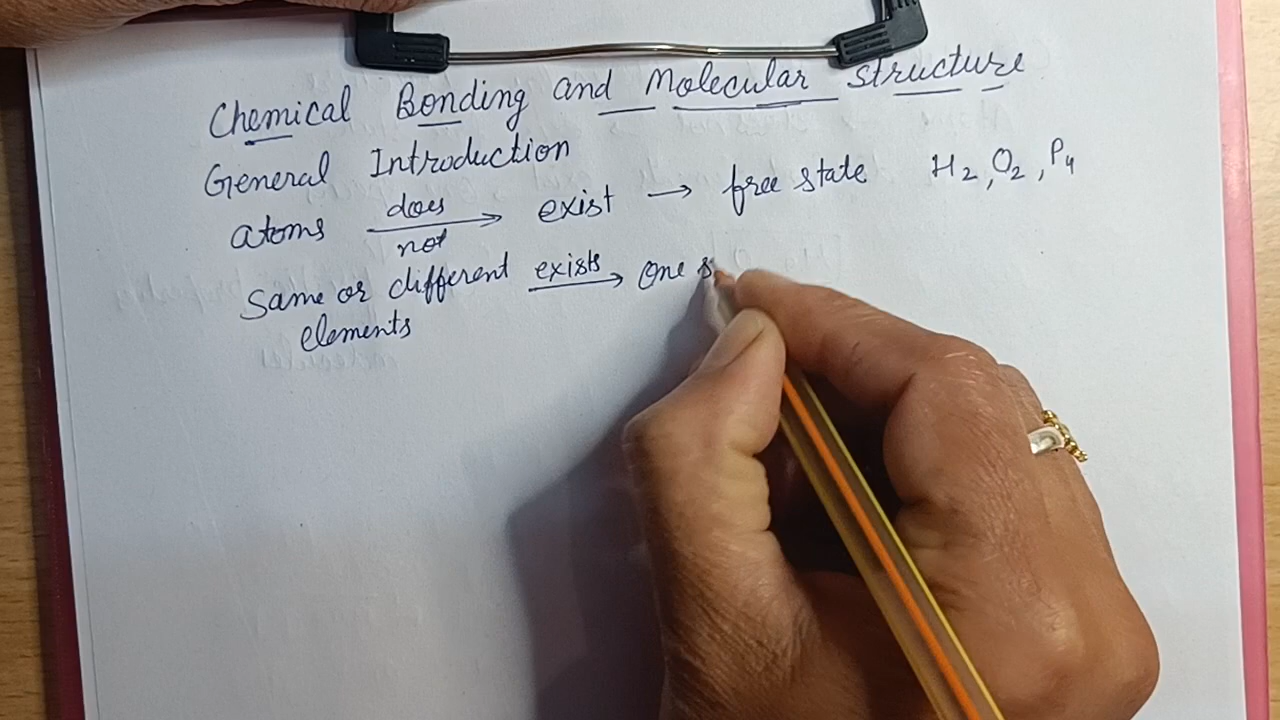 Chemical Bonding and Molecular structure
General Introduction
atoms does not exist → free state H2, O2, P4
Same or different exists → One s
elements